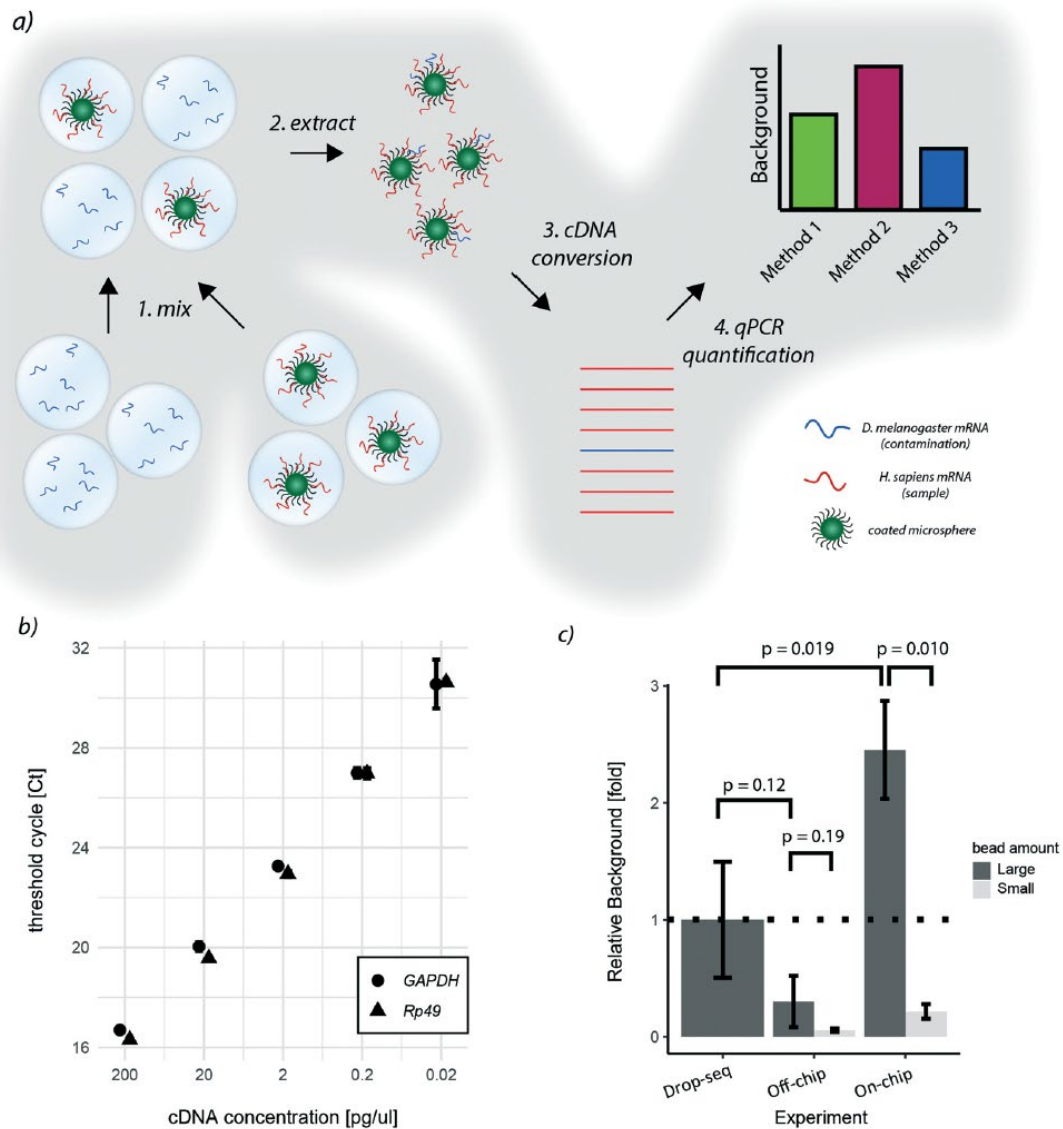 a)
2. extract
1. mix
3. cDNA
conversion
4. qPCR
quantification
Background
Method 1
Method 2
Method 3
D. melanogaster mRNA
(contamination)
H. sapiens mRNA
(sample)
coated microsphere
b)
threshold cycle [Ct]
32
28
24
20
16
200
20
2
0.2
0.02
cDNA concentration [pg/ul]
GAPDH
Rp49
c)
p = 0.019
p = 0.010
p = 0.12
p = 0.19
Relative Background [fold]
3
2
1
0
Drop-seq
Off-chip
On-chip
Experiment
bead amount
Large
Small